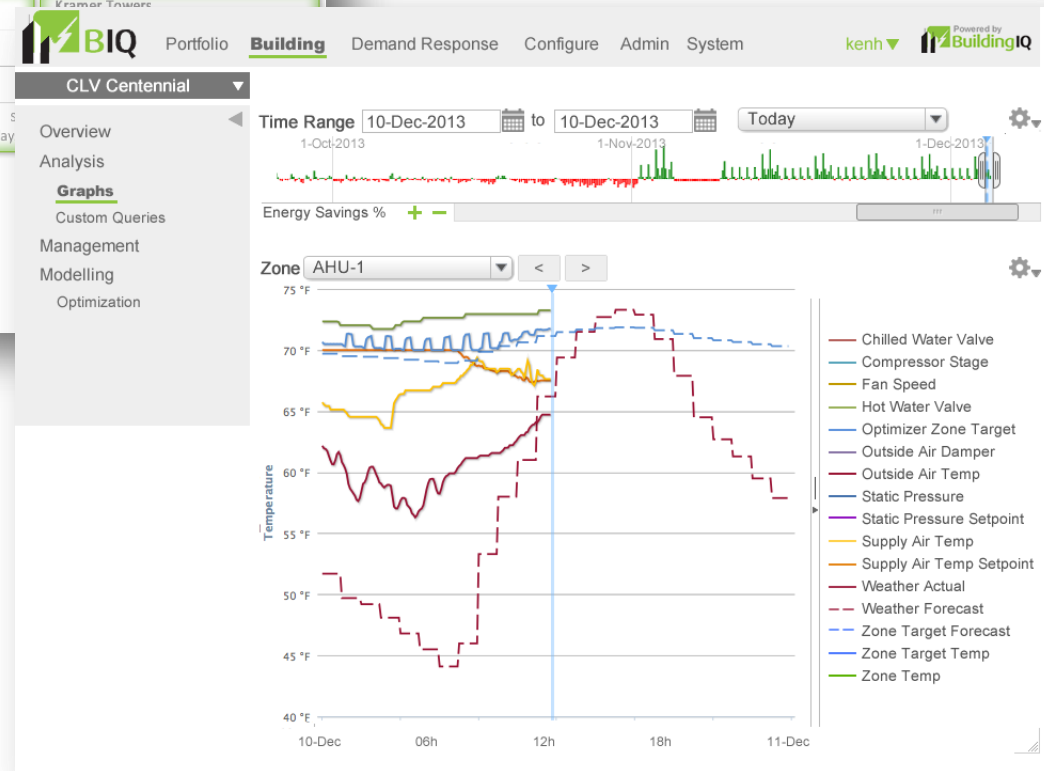 Kramer Towers
BIQ
Portfolio Building Demand Response Configure Admin System
kenh
Powered by
BuildingIQ
CLV Centennial
Overview
Analysis
Graphs
Custom Queries
Management
Modelling
Optimization
Time Range 10-Dec-2013 to 10-Dec-2013 Today
1-Oct-2013 1-Nov-2013 1-Dec-2013
Energy Savings % + −
Zone AHU-1 < >
75 °F
70 °F
65 °F
60 °F
55 °F
50 °F
45 °F
40 °F
Temperature
10-Dec 06h 12h 18h 11-Dec
Chilled Water Valve
Compressor Stage
Fan Speed
Hot Water Valve
Optimizer Zone Target
Outside Air Damper
Outside Air Temp
Static Pressure
Static Pressure Setpoint
Supply Air Temp
Supply Air Temp Setpoint
Weather Actual
Weather Forecast
Zone Target Forecast
Zone Target Temp
Zone Temp